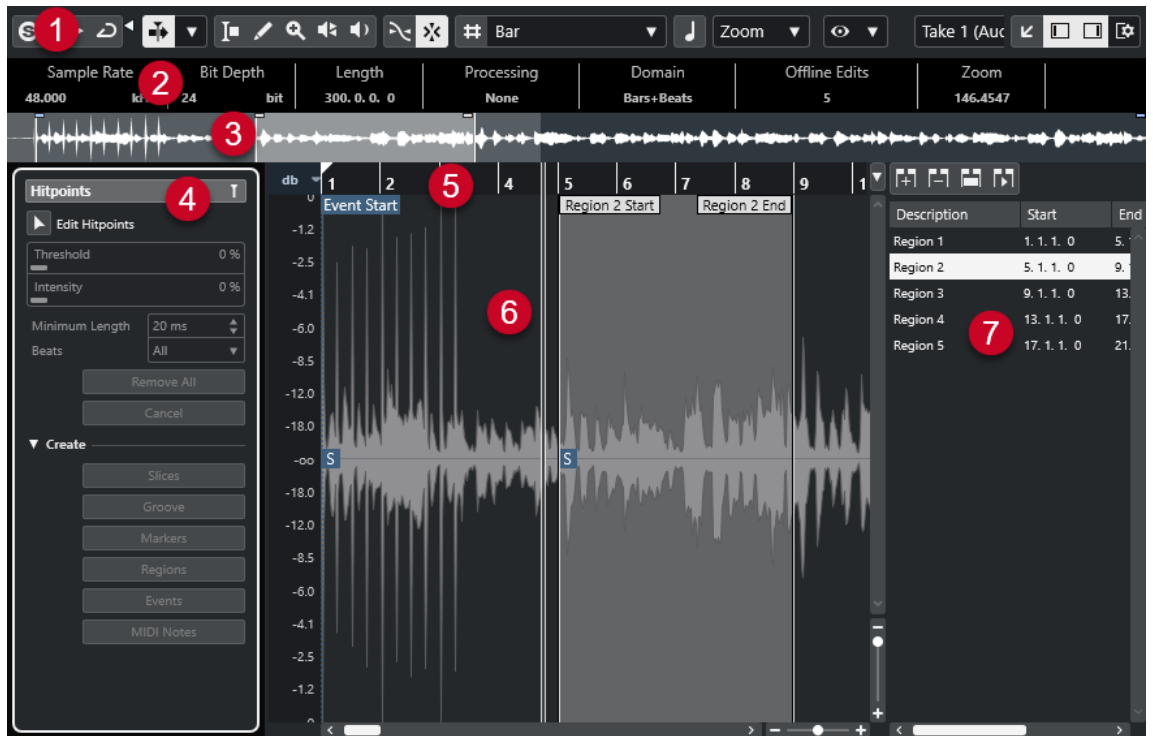 1 Bar Zoom Take 1 (Auc
Sample Rate Bit Depth Length Processing Domain Offline Edits Zoom
2
48.000 24 bit 300. 0. 0. 0 None Bars+Beats 5 146.4547
3
Hitpoints
4
Edit Hitpoints
Threshold 0 %
Intensity 0 %
Minimum Length 20 ms
Beats All
Remove All
Cancel
Create
Slices
Groove
Markers
Regions
Events
MIDI Notes
db 1 2 5 4 5 6 7 8 9 1
Event Start Region 2 Start Region 2 End
0
-1.2
-2.5
-4.1
-6.0
-8.5
-12.0
-18.0
-oo
-18.0
-12.0
-8.5
-6.0
-4.1
-2.5
-1.2
0
S S
6
Description Start End
Region 1 1. 1. 1. 0 5.
Region 2 5. 1. 1. 0 9.
Region 3 9. 1. 1. 0 13.
Region 4 13. 1. 1. 0 17.
Region 5 17. 1. 1. 0 21.
7